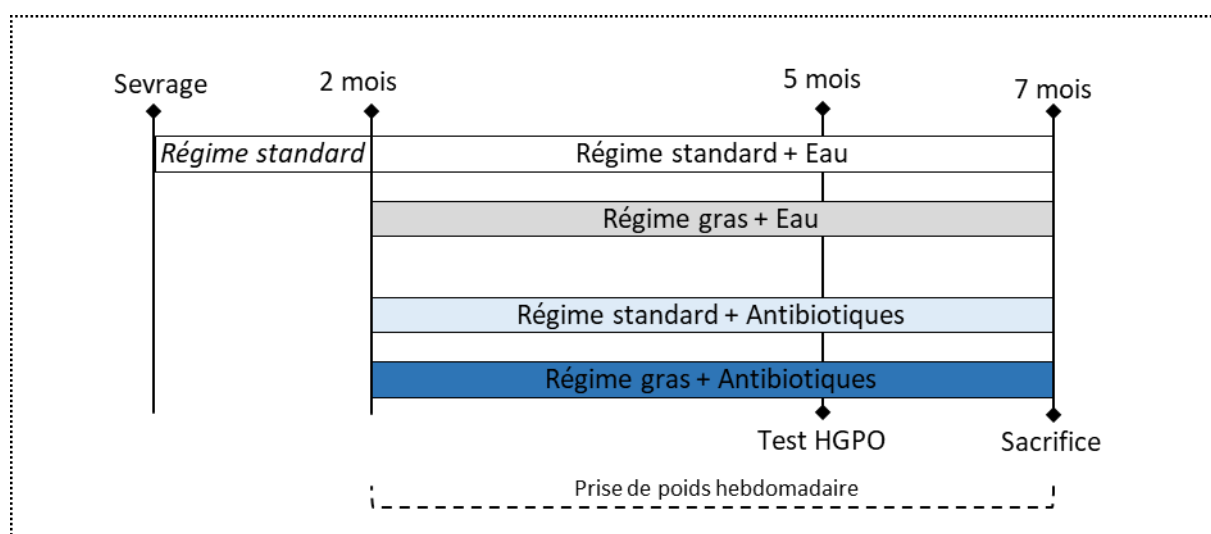 Sevrage
2 mois
5 mois
7 mois
Régime standard
Régime standard + Eau
Régime gras + Eau
Régime standard + Antibiotiques
Régime gras + Antibiotiques
Test HGPO
Sacrifice
Prise de poids hebdomadaire